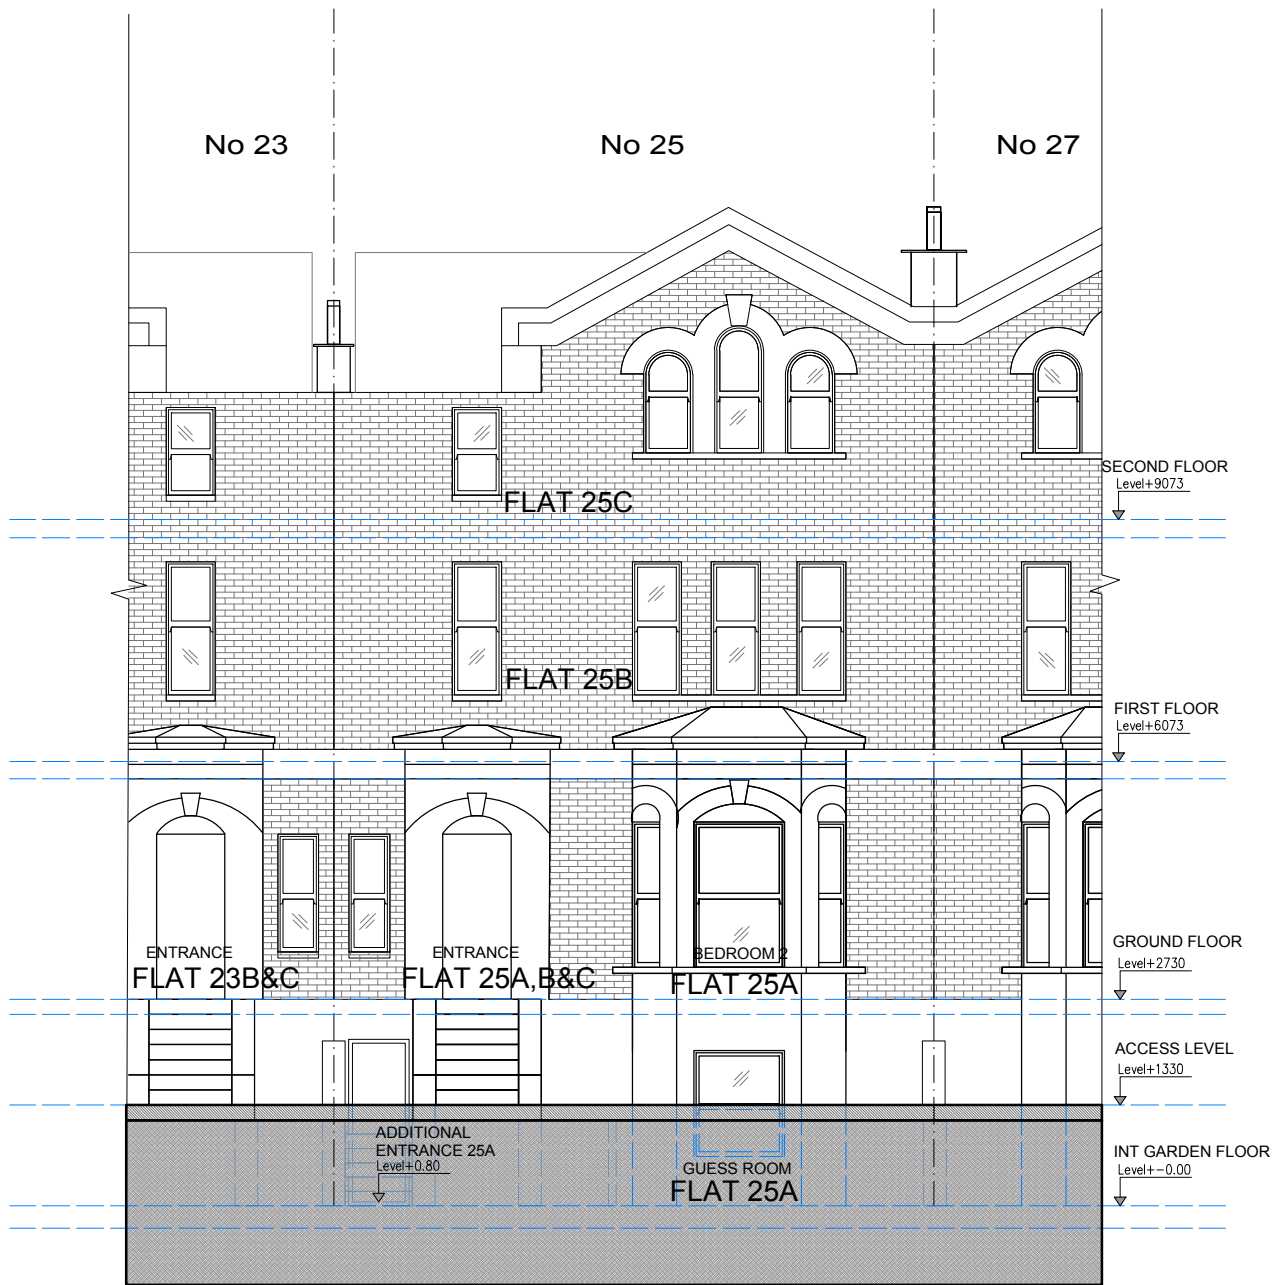 No 23
No 25
No 27
SECOND FLOOR
Level+9073
FLAT 25C
FLAT 25B
FIRST FLOOR
Level+6073
ENTRANCE
FLAT 23B&C
ENTRANCE
FLAT 25A,B&C
BEDROOM 2
FLAT 25A
GROUND FLOOR
Level+2730
ACCESS LEVEL
Level+1330
ADDITIONAL
ENTRANCE 25A
Level+0.80
GUESS ROOM
FLAT 25A
INT GARDEN FLOOR
Level+-0.00